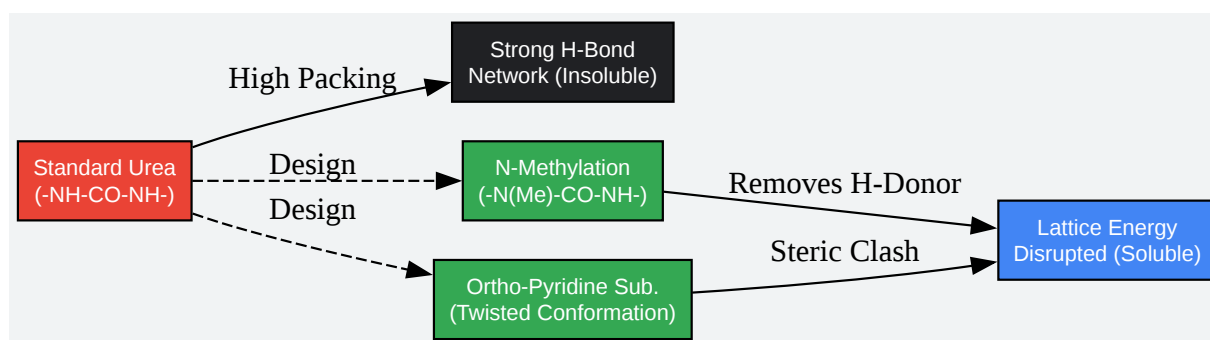 Strong H-Bond
Network (Insoluble)
High Packing
Standard Urea
(-NH-CO-NH-)
Design
N-Methylation
(-N(Me)-CO-NH-)
Removes H-Donor
Design
Lattice Energy
Disrupted (Soluble)
Steric Clash
Ortho-Pyridine Sub.
(Twisted Conformation)